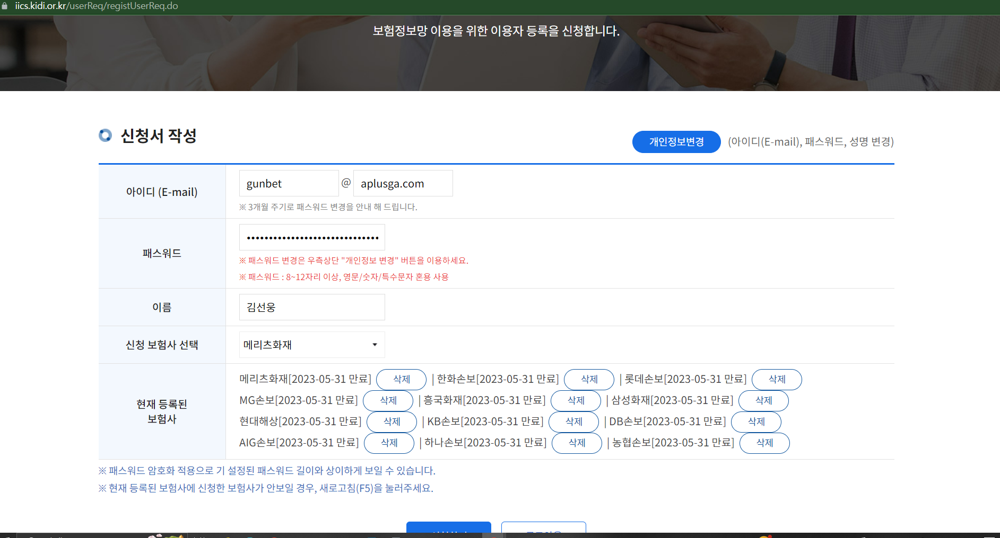 iics.kidi.or.kr/userReq/registUserReq.do
보험정보망 이용을 위한 이용자 등록을 신청합니다.
신청서 작성
개인정보변경 (아이디(E-mail), 패스워드, 성명 변경)
아이디 (E-mail) gunbet @ aplusga.com
※ 3개월 주기로 패스워드 변경을 안내 해 드립니다.
패스워드 ••••••••••••••••••••••••••••••
※ 패스워드 변경은 우측상단 "개인정보 변경" 버튼을 이용하세요.
※ 패스워드 : 8~12자리 이상, 영문/숫자/특수문자 혼용 사용
이름 김선웅
신청 보험사 선택 메리츠화재
현재 등록된
보험사
메리츠화재[2023-05-31 만료] 삭제 | 한화손보[2023-05-31 만료] 삭제 | 롯데손보[2023-05-31 만료] 삭제
MG손보[2023-05-31 만료] 삭제 | 흥국화재[2023-05-31 만료] 삭제 | 삼성화재[2023-05-31 만료] 삭제
현대해상[2023-05-31 만료] 삭제 | KB손보[2023-05-31 만료] 삭제 | DB손보[2023-05-31 만료] 삭제
AIG손보[2023-05-31 만료] 삭제 | 하나손보[2023-05-31 만료] 삭제 | 농협손보[2023-05-31 만료] 삭제
※ 패스워드 암호화 적용으로 기 설정된 패스워드 길이와 상이하게 보일 수 있습니다.
※ 현재 등록된 보험사에 신청한 보험사가 안보일 경우, 새로고침(F5)을 눌러주세요.